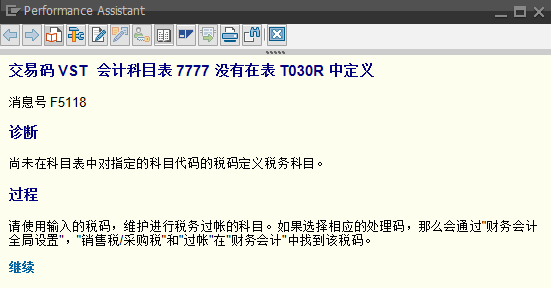 Performance Assistant
交易码 VST 会计科目表 7777 没有在表 T030R 中定义
消息号 F5118
诊断
尚未在科目表中对指定的科目代码的税码定义税务科目。
过程
请使用输入的税码，维护进行税务过帐的科目。如果选择相应的处理码，那么会通过"财务会计
全局设置"，"销售税/采购税"和"过帐"在"财务会计"中找到该税码。
继续